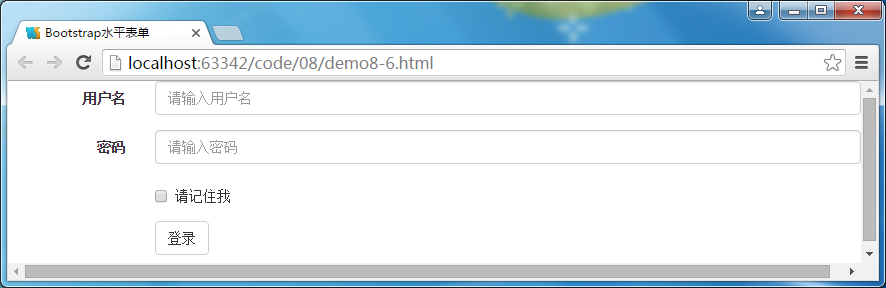 Bootstrap水平表单
localhost:63342/code/08/demo8-6.html
用户名 请输入用户名
密码 请输入密码
请记住我
登录